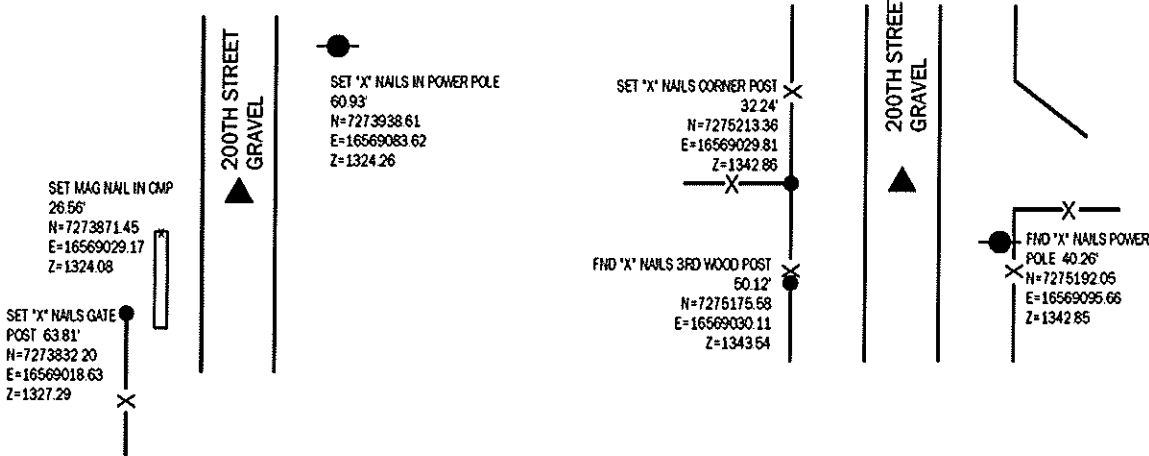 200TH STREET
GRAVEL
SET "X" NAILS IN POWER POLE
60.93'
N=7273938.61
E=16569083.62
Z=1324.26
SET MAG NAIL IN CMP
26.56'
N=7273871.45
E=16569029.17
Z=1324.08
X
SET "X" NAILS GATE
POST 63.81'
N=7273832.20
E=16569018.63
Z=1327.29
X
200TH STREE
GRAVEL
SET "X" NAILS CORNER POST
32.24'
N=7275213.36
E=16569029.81
Z=1342.86
X
X
FND "X" NAILS 3RD WOOD POST
50.12'
N=7275175.58
E=16569030.11
Z=1343.54
X
X
FND "X" NAILS POWER
POLE 40.26'
N=7275192.05
E=16569095.66
Z=1342.85
X